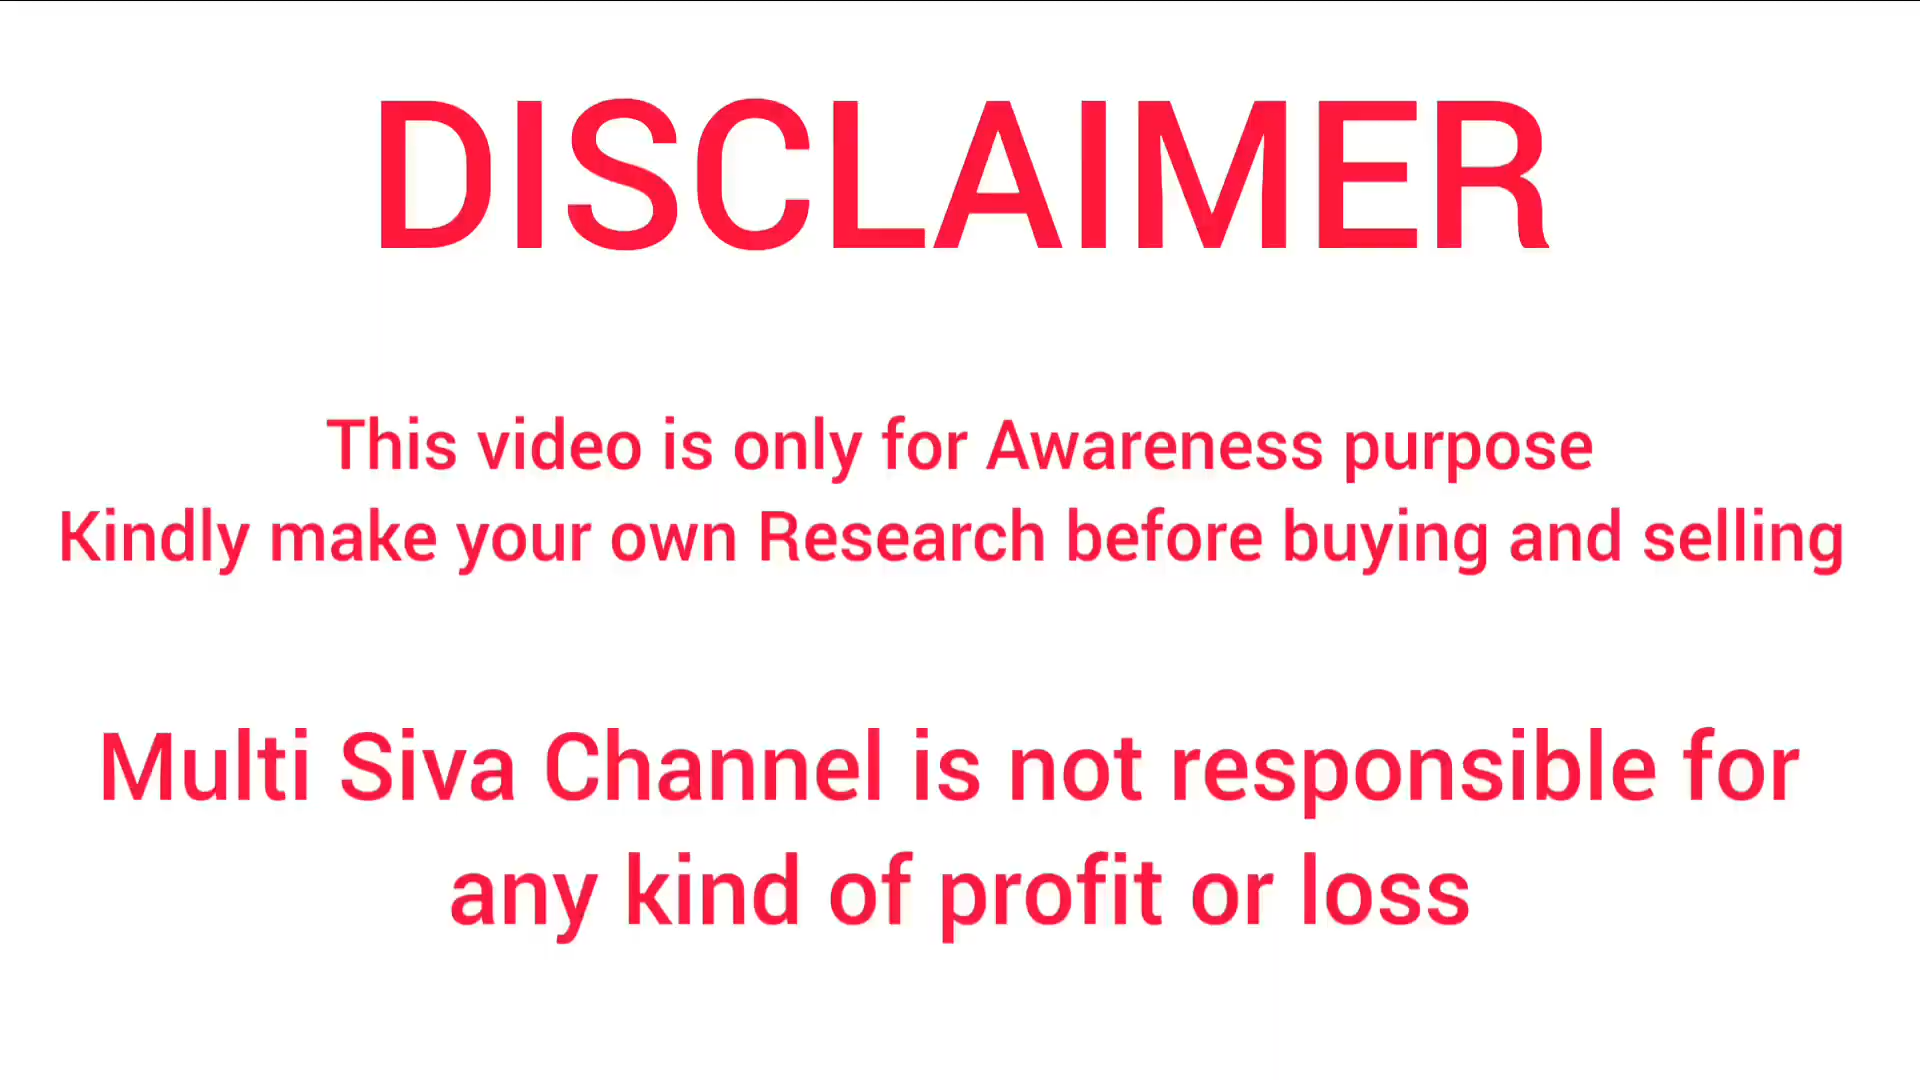 DISCLAIMER
This video is only for Awareness purpose
Kindly make your own Research before buying and selling
Multi Siva Channel is not responsible for
any kind of profit or loss